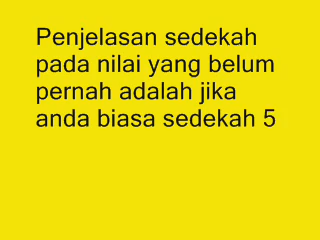 Penjelasan sedekah
pada nilai yang belum
pernah adalah jika
anda biasa sedekah 5